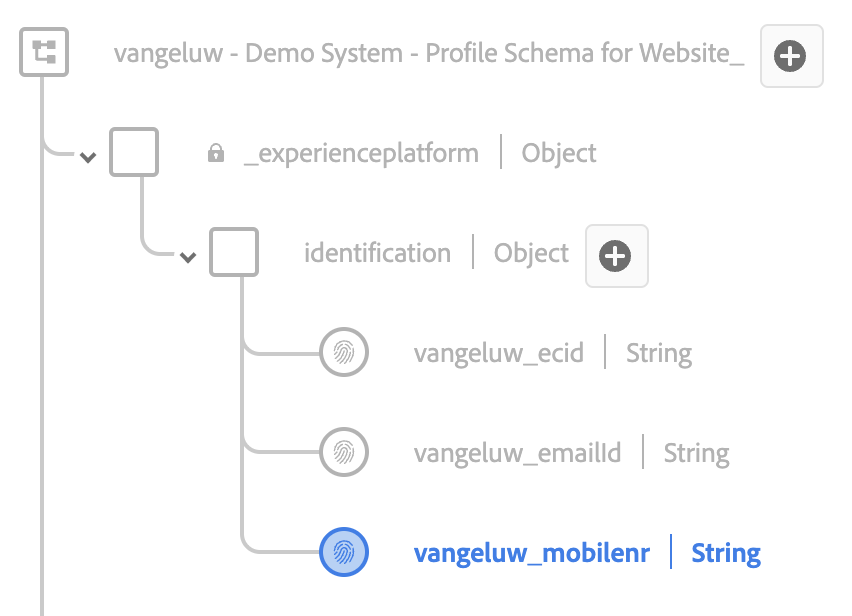 vangeluw - Demo System - Profile Schema for Website_
_experienceplatform | Object
identification | Object
vangeluw_ecid | String
vangeluw_emailId | String
vangeluw_mobilenr | String